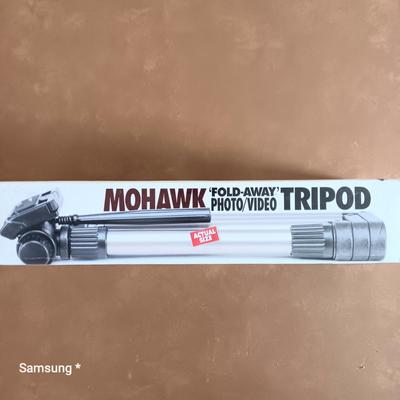 MOHAWK 'FOLD-AWAY' PHOTO/VIDEO TRIPOD
ACTUAL
SIZE
Samsung *